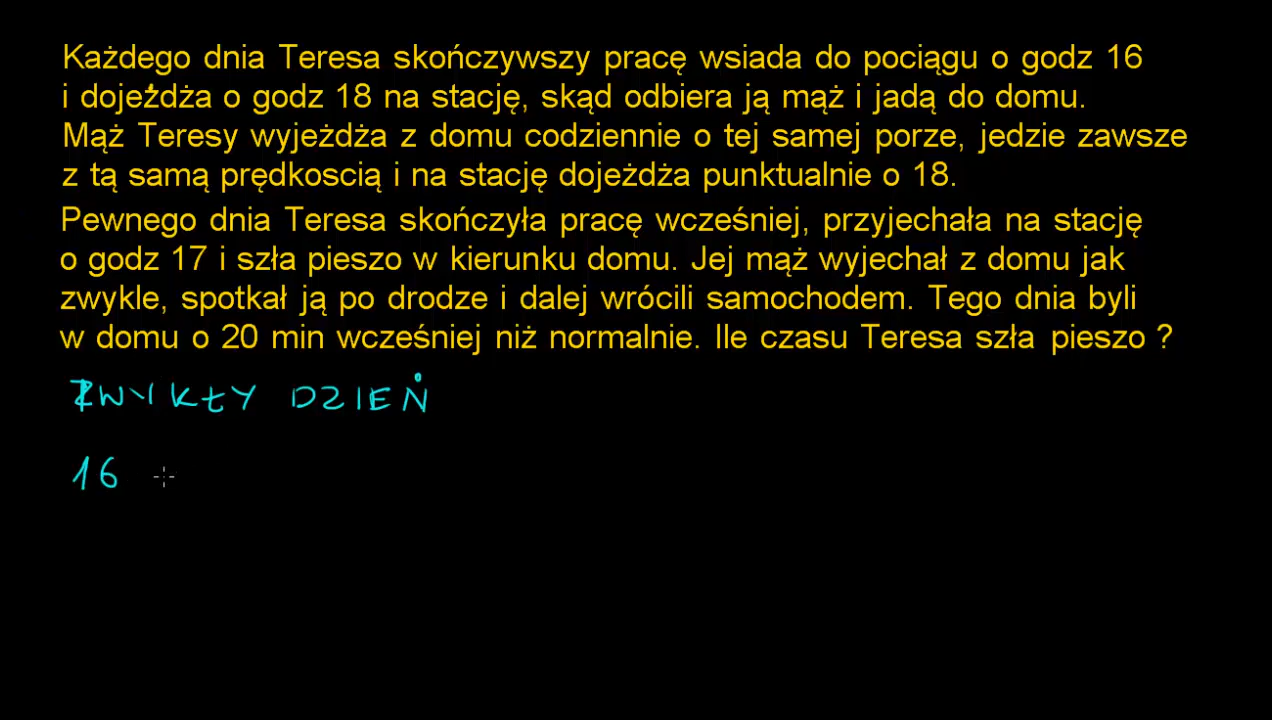 Każdego dnia Teresa skończywszy pracę wsiada do pociągu o godz 16
i dojeżdża o godz 18 na stację, skąd odbiera ją mąż i jadą do domu.
Mąż Teresy wyjeżdża z domu codziennie o tej samej porze, jedzie zawsze
z tą samą prędkoscią i na stację dojeżdża punktualnie o 18.
Pewnego dnia Teresa skończyła pracę wcześniej, przyjechała na stację
o godz 17 i szła pieszo w kierunku domu. Jej mąż wyjechał z domu jak
zwykle, spotkał ją po drodze i dalej wrócili samochodem. Tego dnia byli
w domu o 20 min wcześniej niż normalnie. Ile czasu Teresa szła pieszo ?
ZWYKŁY DZIEŃ
16